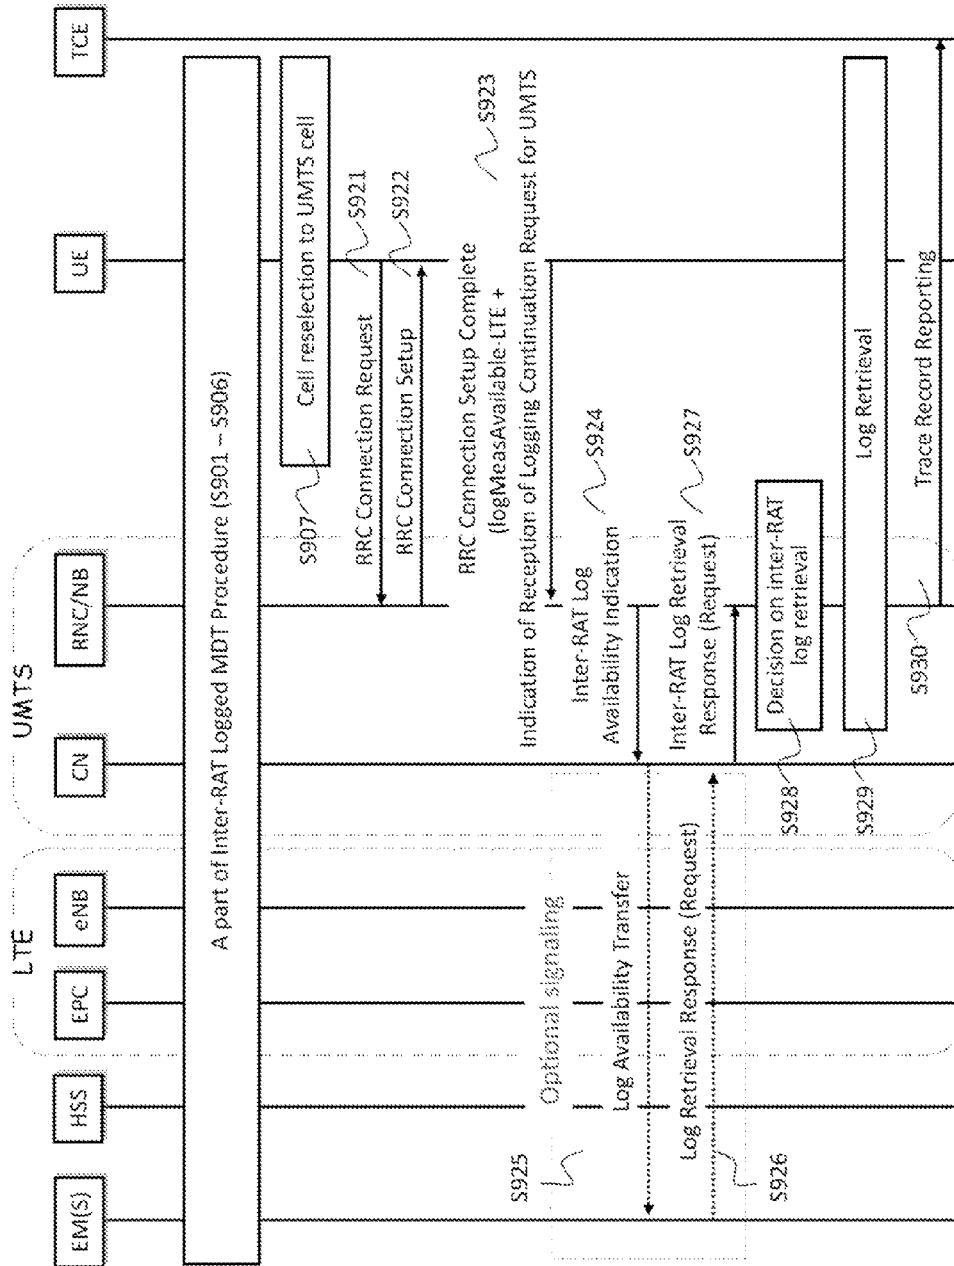 LTE
UMTS
EM(S)
HSS
EPC
eNB
CN
RNC/NB
UE
TCE
A part of Inter-RAT Logged MDT Procedure (S901 – S906)
Cell reselection to UMTS cell
S907
RRC Connection Request
S921
RRC Connection Setup
S922
RRC Connection Setup Complete
(logMeasAvailable-LTE +
Indication of Reception of Logging Continuation Request for UMTS
S923
Inter-RAT Log
Availability Indication
S924
Optional signaling
S925
Log Availability Transfer
Log Retrieval Response (Request)
S926
Inter-RAT Log Retrieval
Response (Request)
S927
Decision on inter-RAT
log retrieval
S928
Log Retrieval
S929
Trace Record Reporting
S930